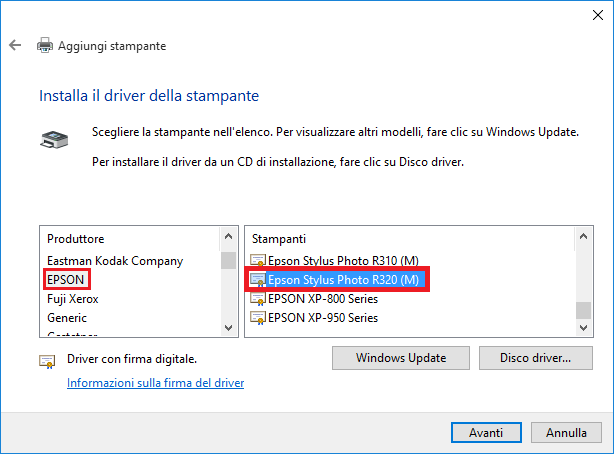 Aggiungi stampante
Installa il driver della stampante
Scegliere la stampante nell'elenco. Per visualizzare altri modelli, fare clic su Windows Update.
Per installare il driver da un CD di installazione, fare clic su Disco driver.
Produttore
Eastman Kodak Company
EPSON
Fuji Xerox
Generic
Stampanti
Epson Stylus Photo R310 (M)
Epson Stylus Photo R320 (M)
EPSON XP-800 Series
EPSON XP-950 Series
Driver con firma digitale.
Informazioni sulla firma del driver
Windows Update
Disco driver...
Avanti
Annulla